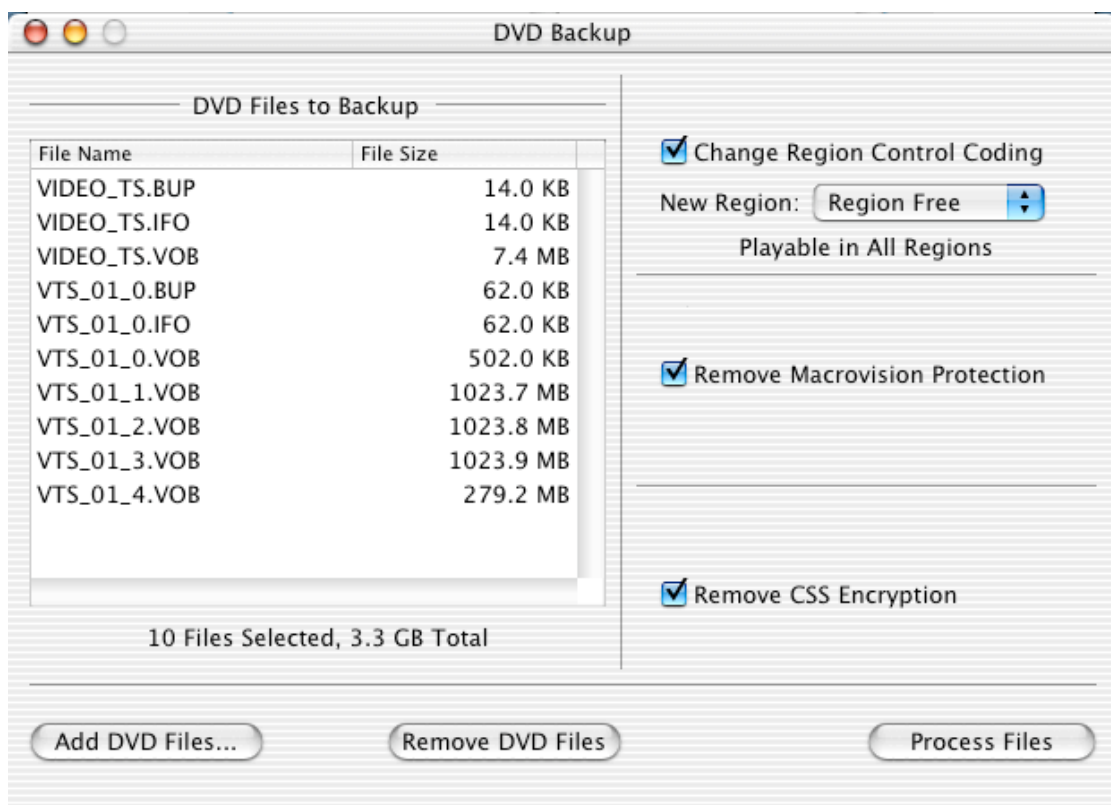 DVD Backup
DVD Files to Backup
File Name File Size
VIDEO_TS.BUP 14.0 KB
VIDEO_TS.IFO 14.0 KB
VIDEO_TS.VOB 7.4 MB
VTS_01_0.BUP 62.0 KB
VTS_01_0.IFO 62.0 KB
VTS_01_0.VOB 502.0 KB
VTS_01_1.VOB 1023.7 MB
VTS_01_2.VOB 1023.8 MB
VTS_01_3.VOB 1023.9 MB
VTS_01_4.VOB 279.2 MB
10 Files Selected, 3.3 GB Total
Change Region Control Coding
New Region: Region Free
Playable in All Regions
Remove Macrovision Protection
Remove CSS Encryption
Add DVD Files... Remove DVD Files Process Files